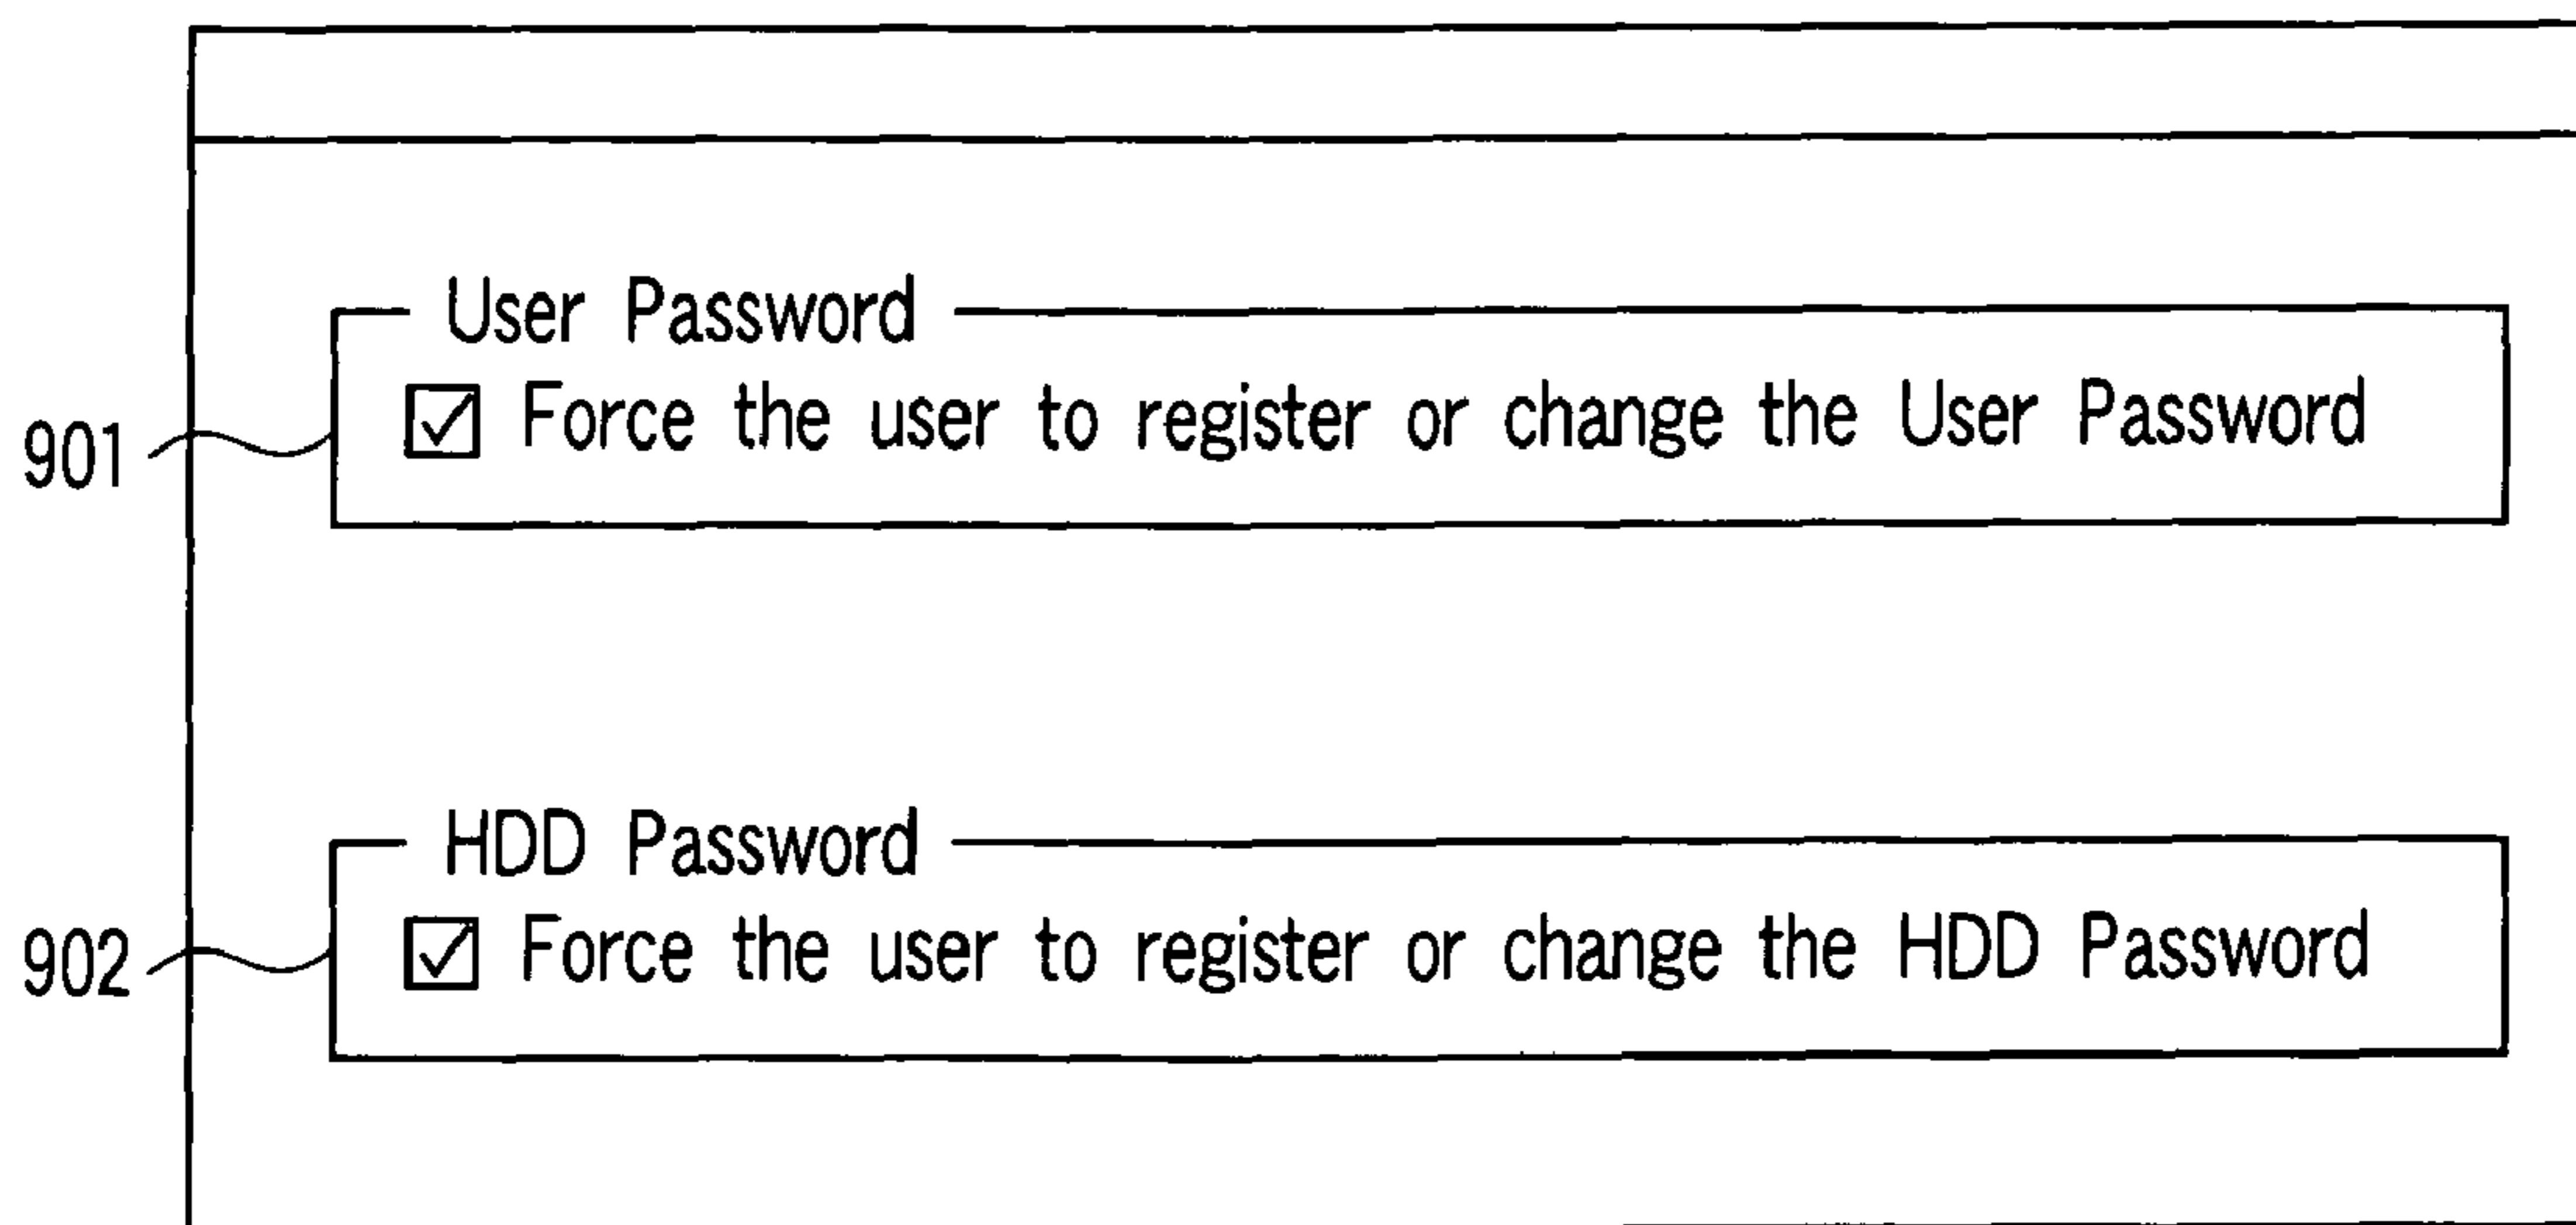 User Password
901 ☑ Force the user to register or change the User Password
HDD Password
902 ☑ Force the user to register or change the HDD Password